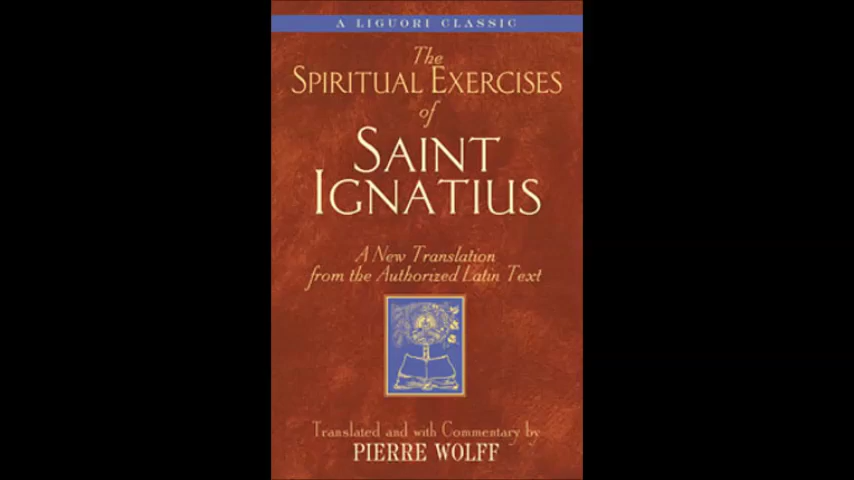 A LIGUORI CLASSIC
The
SPIRITUAL EXERCISES
of
SAINT
IGNATIUS
A New Translation
from the Authorized Latin Text
Translated and with Commentary by
PIERRE WOLFF